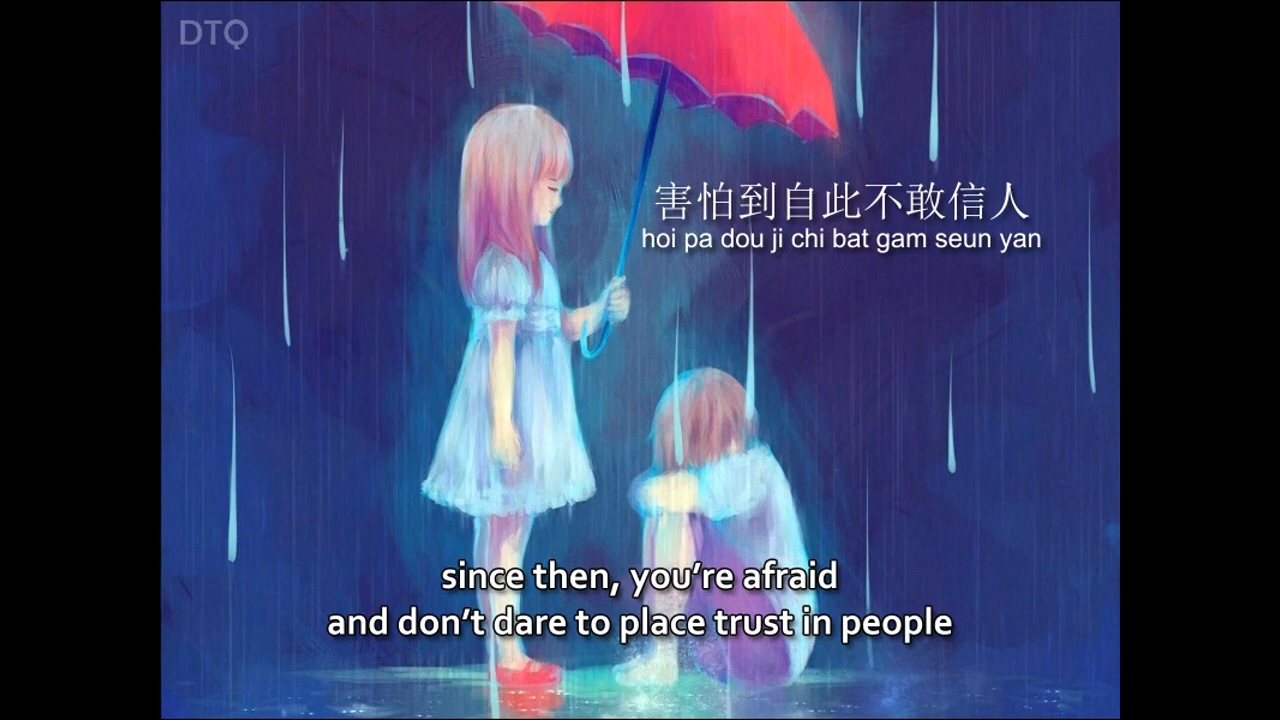 DTQ
害怕到自此不敢信人
hoi pa dou ji chi bat gam seun yan
since then, you're afraid
and don't dare to place trust in people